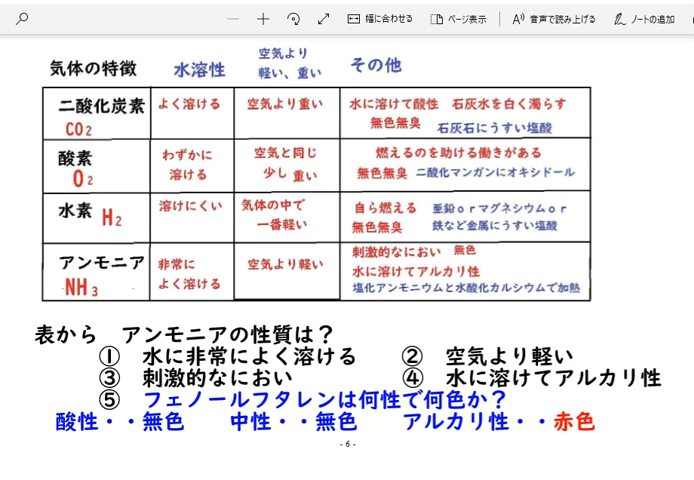 幅に合わせる ページ表示 音声で読み上げる ノートの追加
気体の特徴 水溶性 空気より
軽い、重い その他
二酸化炭素
CO2
よく溶ける
空気より重い
水に溶けて酸性 石灰水を白く濁らす
無色無臭 石灰石にうすい塩酸
酸素
O2
わずかに
溶ける
空気と同じ
少し 重い
燃えるのを助ける働きがある
無色無臭 二酸化マンガンにオキシドール
水素 H2
溶けにくい
気体の中で
一番軽い
自ら燃える 亜鉛orマグネシウムor
無色無臭 鉄など金属にうすい塩酸
アンモニア
NH3
非常に
よく溶ける
空気より軽い
刺激的なにおい 無色
水に溶けてアルカリ性
塩化アンモニウムと水酸化カルシウムで加熱
表から アンモニアの性質は？
① 水に非常によく溶ける ② 空気より軽い
③ 刺激的なにおい ④ 水に溶けてアルカリ性
⑤ フェノールフタレンは何性で何色か？
酸性・・無色 中性・・無色 アルカリ性・・赤色
- 6 -